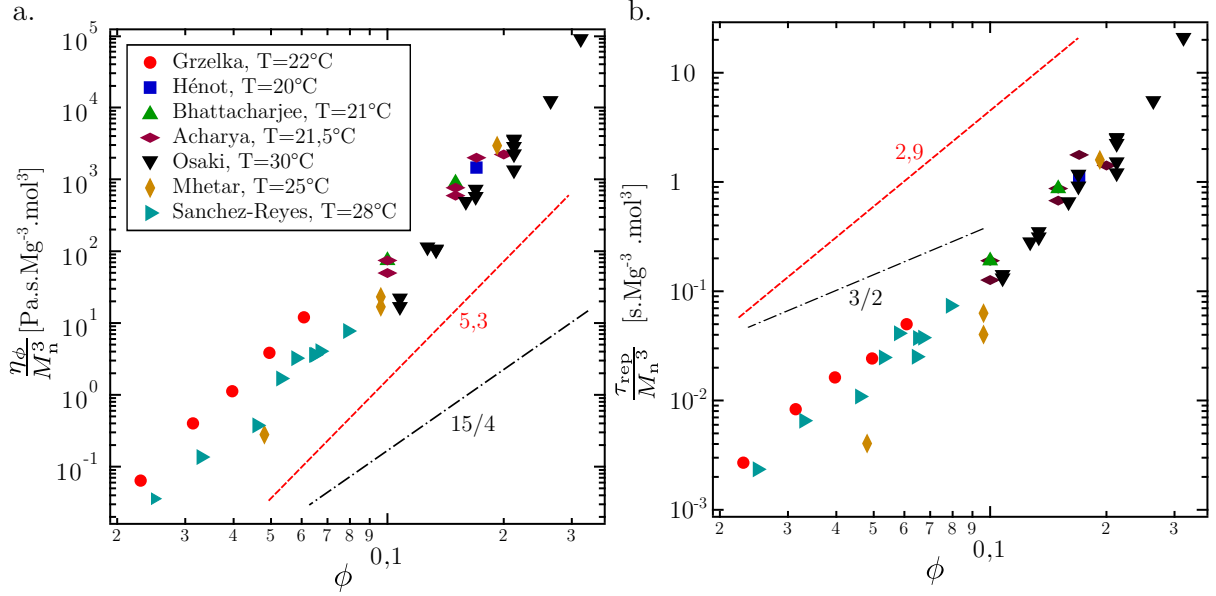 a.
10^5
10^4
10^3
10^2
10^1
10^0
10^-1
η_ϕ / M_n^3 [Pa.s.Mg^-3.mol^3]
Grzelka, T=22°C
Hénot, T=20°C
Bhattacharjee, T=21°C
Acharya, T=21,5°C
Osaki, T=30°C
Mhetar, T=25°C
Sanchez-Reyes, T=28°C
5,3
15/4
2 3 4 5 6 7 8 9 2 3
0,1
ϕ
b.
10
1
10^-1
10^-2
10^-3
τ_rep / M_n^3 [s.Mg^-3.mol^3]
2,9
3/2
2 3 4 5 6 7 8 9 2 3
0,1
ϕ